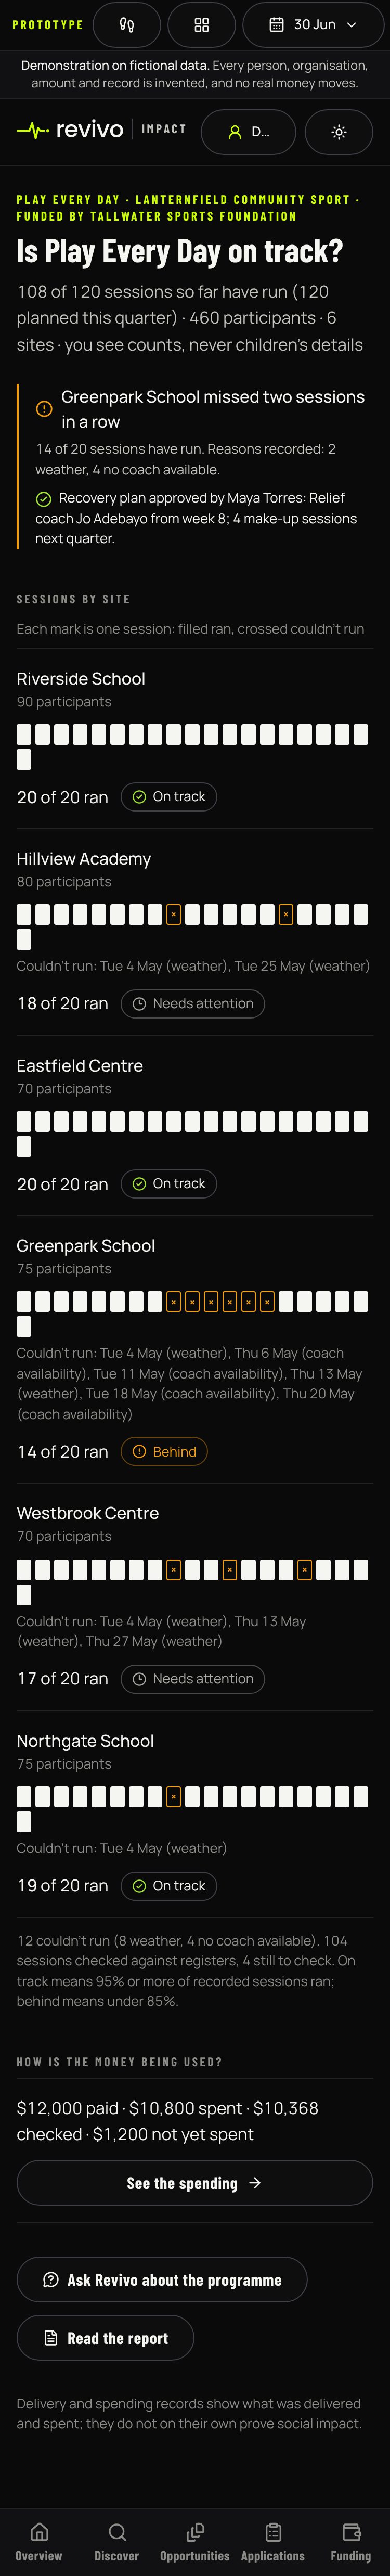 PROTOTYPE
30 Jun
Demonstration on fictional data. Every person, organisation,
amount and record is invented, and no real money moves.
revivo
IMPACT
D...
PLAY EVERY DAY · LANTERNFIELD COMMUNITY SPORT ·
FUNDED BY TALLWATER SPORTS FOUNDATION
Is Play Every Day on track?
108 of 120 sessions so far have run (120
planned this quarter) · 460 participants · 6
sites · you see counts, never children's details
Greenpark School missed two sessions
in a row
14 of 20 sessions have run. Reasons recorded: 2
weather, 4 no coach available.
Recovery plan approved by Maya Torres: Relief
coach Jo Adebayo from week 8; 4 make-up sessions
next quarter.
SESSIONS BY SITE
Each mark is one session: filled ran, crossed couldn't run
Riverside School
90 participants
20 of 20 ran
On track
Hillview Academy
80 participants
Couldn't run: Tue 4 May (weather), Tue 25 May (weather)
18 of 20 ran
Needs attention
Eastfield Centre
70 participants
20 of 20 ran
On track
Greenpark School
75 participants
Couldn't run: Tue 4 May (weather), Thu 6 May (coach
availability), Tue 11 May (coach availability), Thu 13 May
(weather), Tue 18 May (coach availability), Thu 20 May
(coach availability)
14 of 20 ran
Behind
Westbrook Centre
70 participants
Couldn't run: Tue 4 May (weather), Thu 13 May
(weather), Thu 27 May (weather)
17 of 20 ran
Needs attention
Northgate School
75 participants
Couldn't run: Tue 4 May (weather)
19 of 20 ran
On track
12 couldn't run (8 weather, 4 no coach available). 104
sessions checked against registers, 4 still to check. On
track means 95% or more of recorded sessions ran;
behind means under 85%.
HOW IS THE MONEY BEING USED?
$12,000 paid · $10,800 spent · $10,368
checked · $1,200 not yet spent
See the spending
Ask Revivo about the programme
Read the report
Delivery and spending records show what was delivered
and spent; they do not on their own prove social impact.
Overview
Discover
Opportunities
Applications
Funding